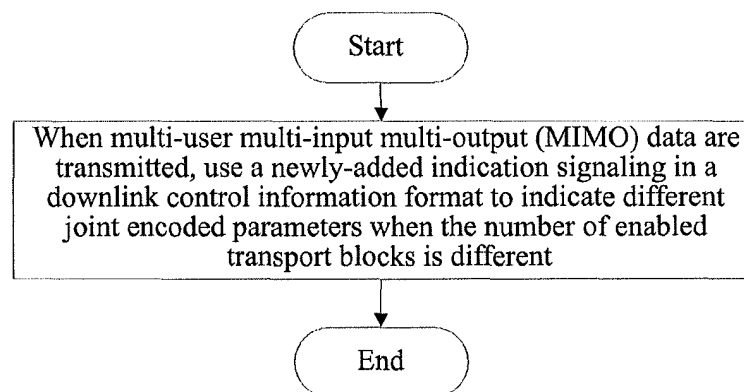 Start
When multi-user multi-input multi-output (MIMO) data are
transmitted, use a newly-added indication signaling in a
downlink control information format to indicate different
joint encoded parameters when the number of enabled
transport blocks is different
End